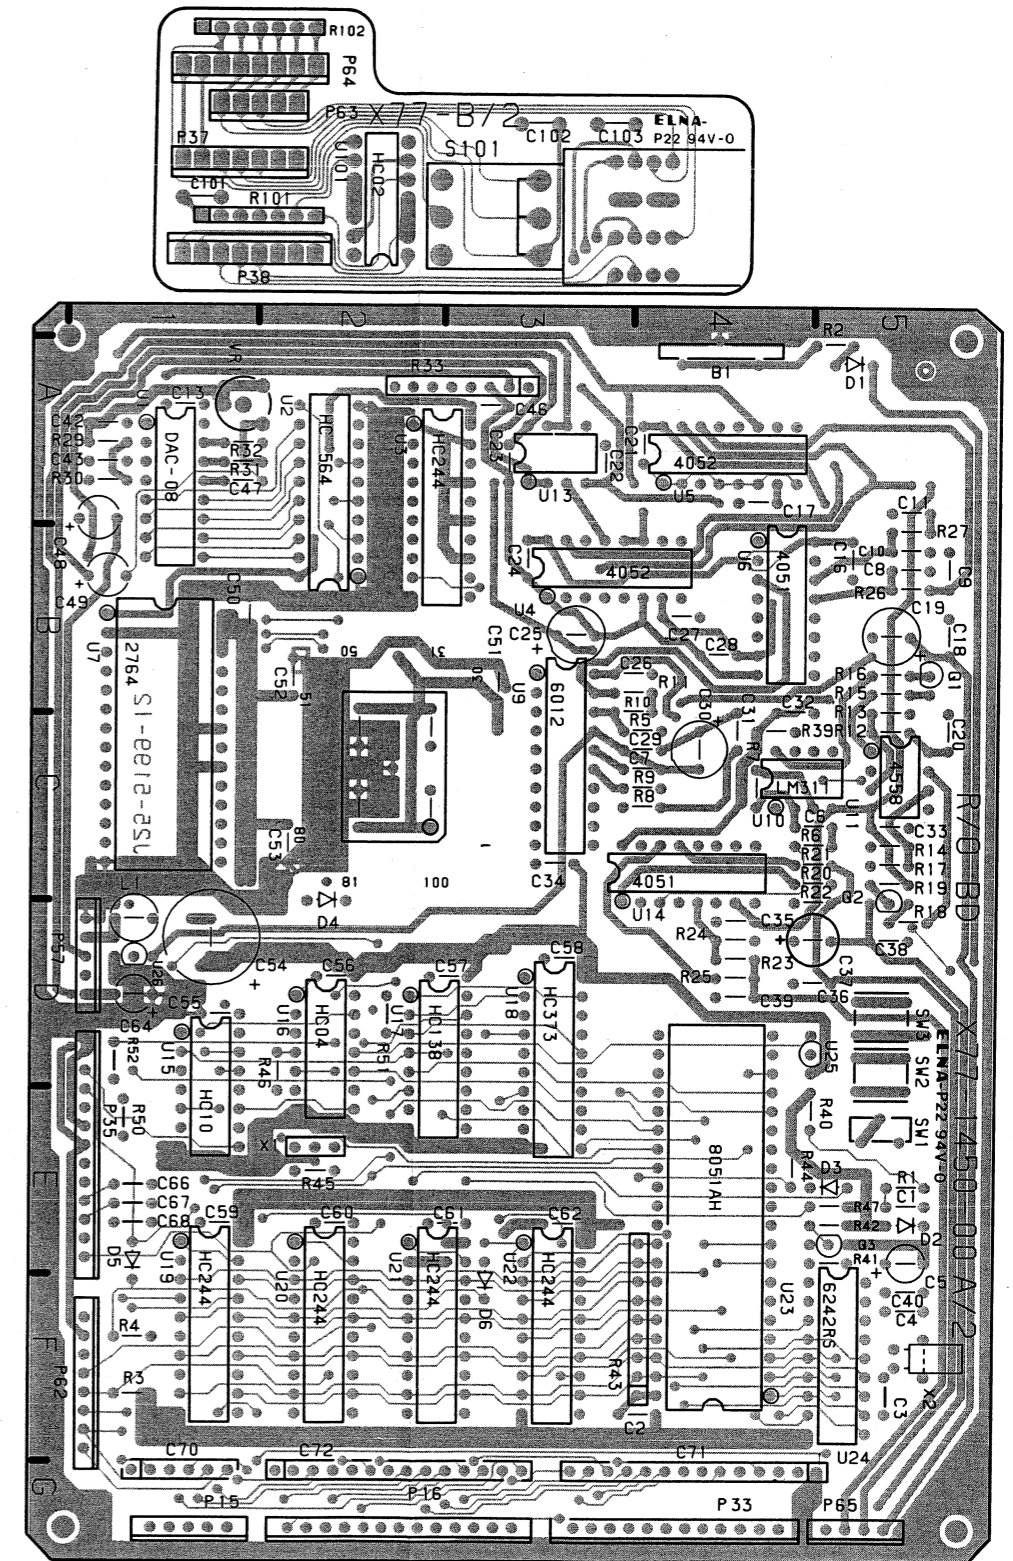 R102
P64
P63
X77-B/2
P37
U101
HC02
S101
C102
C103
ELNA-
P22 94V-0
C101
R101
P38
1
2
3
4
5
A
B
C
D
E
F
G
R2
D1
B1
VR1
C13
U2
R33
C46
C42
R29
C43
R30
DAC-08
R32
R31
C47
HC564
U3
HC244
C23
U13
C22
C21
4052
U5
C17
C11
R27
C48
C49
C50
C24
4052
U4
U6
4051
C16
C10
C8
R26
C9
C19
C18
C25
C27
C28
U7
2764
C52
50
31
30
51
C51
U9
6012
C26
R11
R10
R5
C29
C7
R9
R8
C30
C31
C32
R39
R12
R16
R15
R13
Q1
C20
R7
LM311
U10
U11
4558
C6
R6
R21
R20
R22
C33
R14
R17
R19
R18
Q2
C53
80
81
100
D4
C34
4051
U14
R24
C35
R23
R25
C39
C36
C37
C38
R/O BD
P57
L1
U26
C54
C55
C56
C57
C58
C64
R52
U15
HC10
R46
U16
HC04
R51
U17
HC138
U18
HC373
U25
SW3
SW2
SW1
ELNA-P22 94V-0
X77-1450-00 A/2
P35
R50
X1
R45
8051AH
R40
R44
D3
R1
C1
R47
R42
D2
Q3
R41
C66
C67
C68
D5
C59
C60
C61
C62
U19
HC244
U20
HC244
U21
HC244
D6
U22
HC244
U23
6242RS
C5
C40
C4
R4
R3
P62
R43
C2
C3
X2
U24
C70
C72
C71
P15
P16
P33
P65